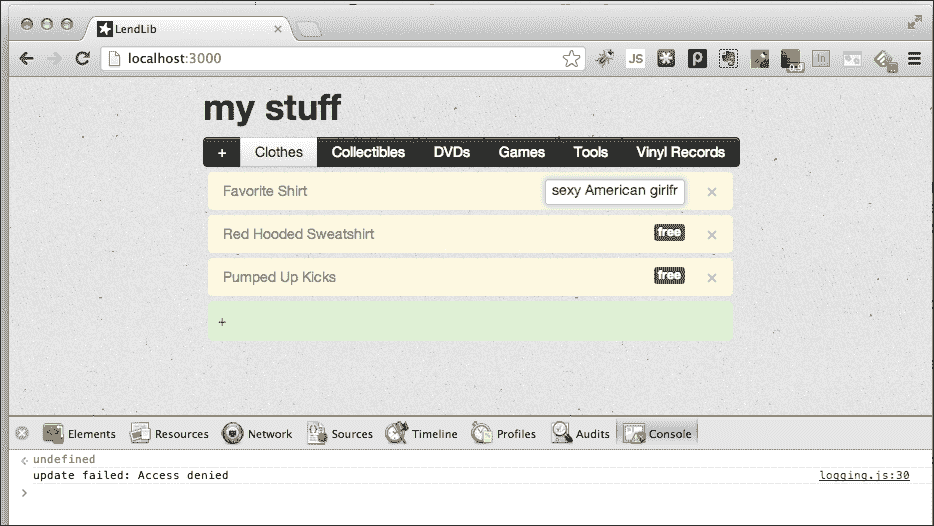 LendLib
localhost:3000
JS
my stuff
+ Clothes Collectibles DVDs Games Tools Vinyl Records
Favorite Shirt sexy American girlfr ×
Red Hooded Sweatshirt free ×
Pumped Up Kicks free ×
+
Elements Resources Network Sources Timeline Profiles Audits Console
undefined
update failed: Access denied logging.js:30